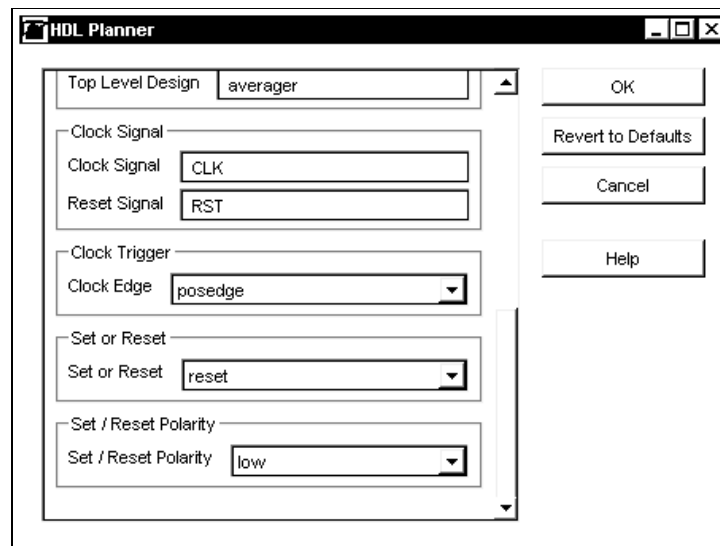 HDL Planner
Top Level Design averager
OK
Clock Signal
Revert to Defaults
Clock Signal CLK
Cancel
Reset Signal RST
Clock Trigger
Help
Clock Edge posedge
Set or Reset
Set or Reset reset
Set / Reset Polarity
Set / Reset Polarity low